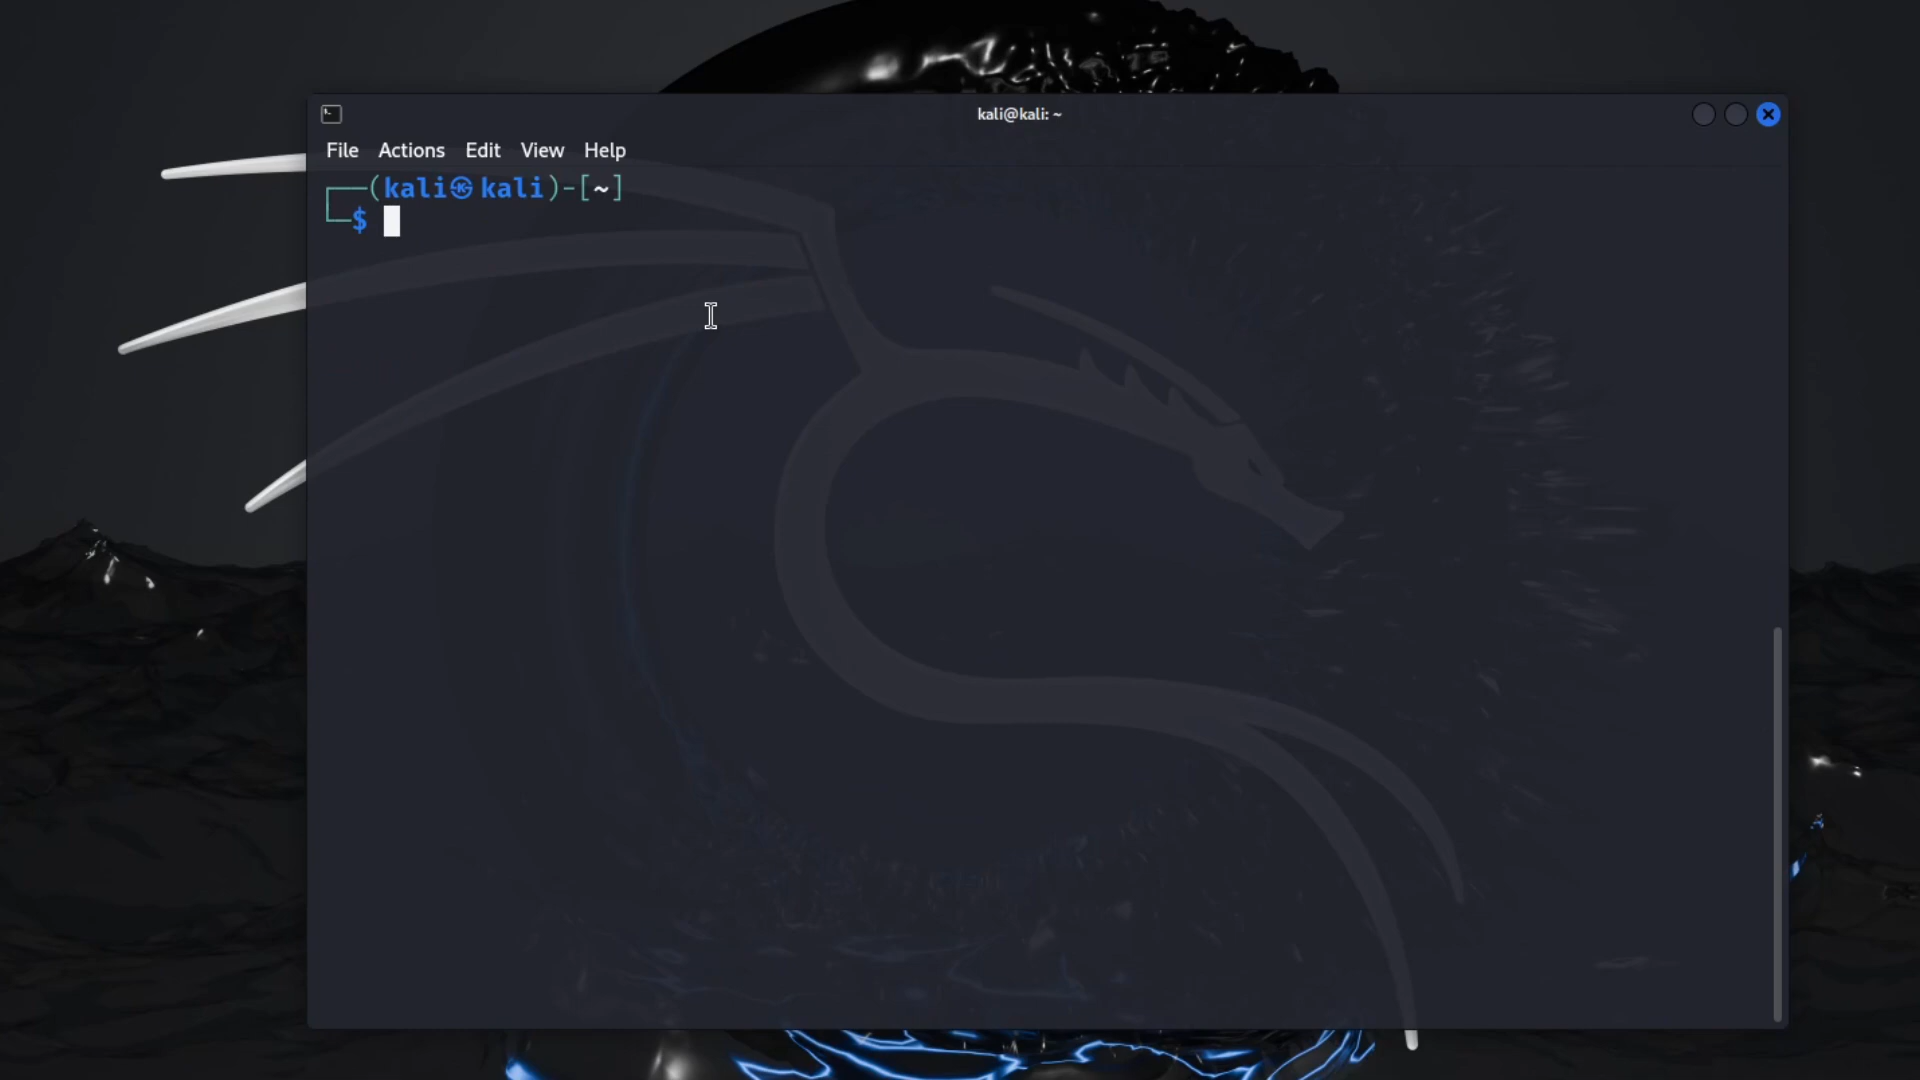 kali@kali: ~
File Actions Edit View Help
┌──(kali㉿kali)-[~]
└─$